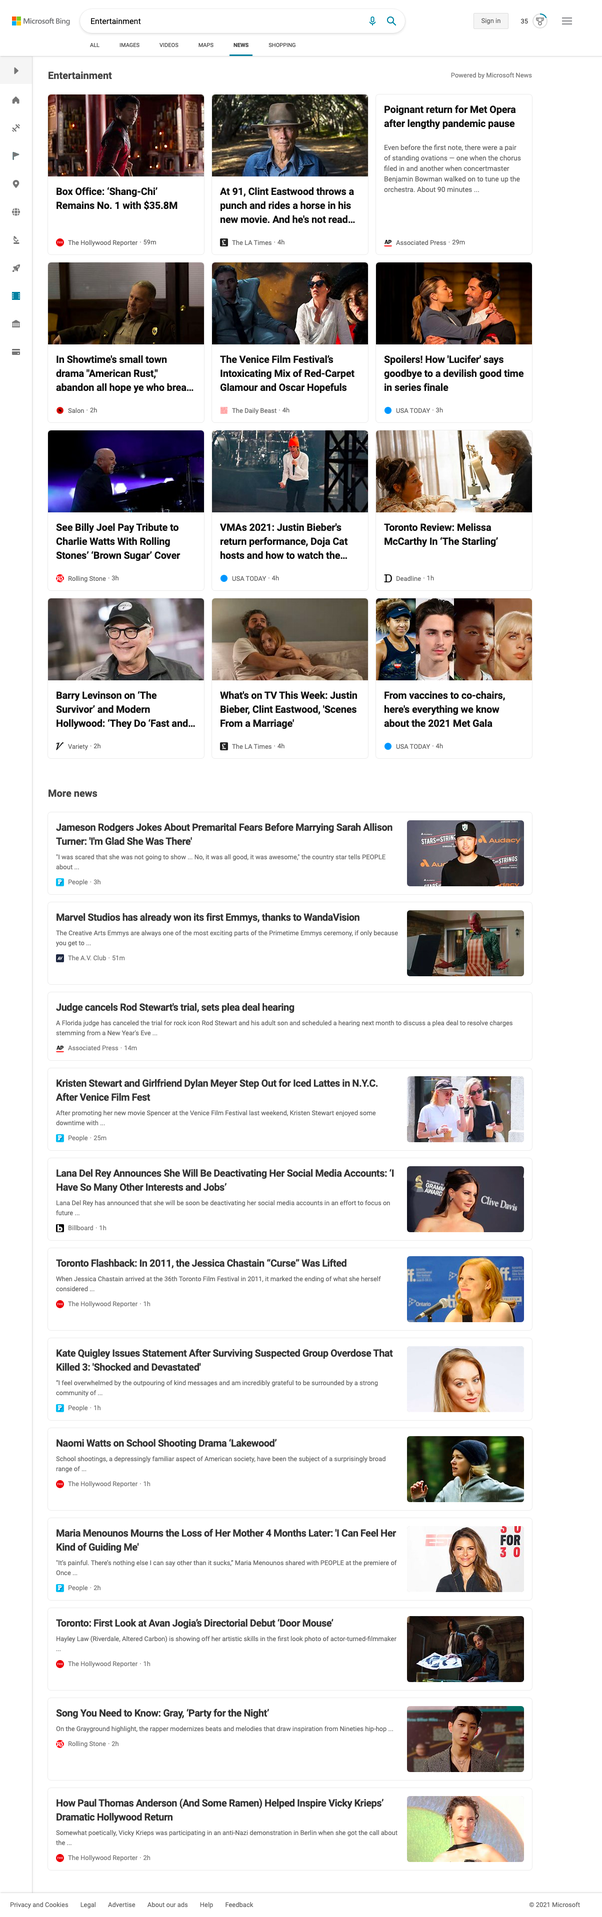 Microsoft Bing
Entertainment
Sign in
35
ALL
IMAGES
VIDEOS
MAPS
NEWS
SHOPPING
Entertainment
Powered by Microsoft News
Box Office: ‘Shang-Chi’
Remains No. 1 with $35.8M
The Hollywood Reporter · 59m
At 91, Clint Eastwood throws a
punch and rides a horse in his
new movie. And he's not read...
The LA Times · 4h
Poignant return for Met Opera
after lengthy pandemic pause
Even before the first note, there were a pair
of standing ovations — one when the chorus
filed in and another when concertmaster
Benjamin Bowman walked on to tune up the
orchestra. About 90 minutes ...
AP Associated Press · 29m
In Showtime's small town
drama "American Rust,"
abandon all hope ye who brea...
Salon · 2h
The Venice Film Festival’s
Intoxicating Mix of Red-Carpet
Glamour and Oscar Hopefuls
The Daily Beast · 4h
Spoilers! How 'Lucifer' says
goodbye to a devilish good time
in series finale
USA TODAY · 3h
See Billy Joel Pay Tribute to
Charlie Watts With Rolling
Stones’ ‘Brown Sugar’ Cover
Rolling Stone · 3h
VMAs 2021: Justin Bieber's
return performance, Doja Cat
hosts and how to watch the...
USA TODAY · 4h
Toronto Review: Melissa
McCarthy In ‘The Starling’
Deadline · 1h
Barry Levinson on ‘The
Survivor’ and Modern
Hollywood: ‘They Do ‘Fast and...
Variety · 2h
What's on TV This Week: Justin
Bieber, Clint Eastwood, 'Scenes
From a Marriage'
The LA Times · 4h
From vaccines to co-chairs,
here's everything we know
about the 2021 Met Gala
USA TODAY · 4h
More news
Jameson Rodgers Jokes About Premarital Fears Before Marrying Sarah Allison
Turner: 'I'm Glad She Was There'
"I was scared that she was not going to show ... No, it was all good, it was awesome," the country star tells PEOPLE
about ...
People · 3h
STARS STRINGS
Audacy
Marvel Studios has already won its first Emmys, thanks to WandaVision
The Creative Arts Emmys are always one of the most exciting parts of the Primetime Emmys ceremony, if only because
you get to ...
The A.V. Club · 51m
Judge cancels Rod Stewart's trial, sets plea deal hearing
A Florida judge has canceled the trial for rock icon Rod Stewart and his adult son and scheduled a hearing next month to discuss a plea deal to resolve charges
stemming from a New Year's Eve ...
AP Associated Press · 14m
Kristen Stewart and Girlfriend Dylan Meyer Step Out for Iced Lattes in N.Y.C.
After Venice Film Fest
After promoting her new movie Spencer at the Venice Film Festival last weekend, Kristen Stewart enjoyed some
downtime with ...
People · 25m
Lana Del Rey Announces She Will Be Deactivating Her Social Media Accounts: ‘I
Have So Many Other Interests and Jobs’
Lana Del Rey has announced that she will be soon be deactivating her social media accounts in an effort to focus on
future ...
Billboard · 1h
Clive Davis
Toronto Flashback: In 2011, the Jessica Chastain “Curse” Was Lifted
When Jessica Chastain arrived at the 36th Toronto Film Festival in 2011, it marked the ending of what she herself
considered ...
The Hollywood Reporter · 1h
Kate Quigley Issues Statement After Surviving Suspected Group Overdose That
Killed 3: 'Shocked and Devastated'
"I feel overwhelmed by the outpouring of kind messages and am incredibly grateful to be surrounded by a strong
community of ...
People · 1h
Naomi Watts on School Shooting Drama ‘Lakewood’
School shootings, a depressingly familiar aspect of American society, have been the subject of a surprisingly broad
range of ...
The Hollywood Reporter · 1h
Maria Menounos Mourns the Loss of Her Mother 4 Months Later: 'I Can Feel Her
Kind of Guiding Me'
"It's painful. There's nothing else I can say other than it sucks," Maria Menounos shared with PEOPLE at the premiere of
Once ...
People · 2h
FOR
30
Toronto: First Look at Avan Jogia’s Directorial Debut ‘Door Mouse’
Hayley Law (Riverdale, Altered Carbon) is showing off her artistic skills in the first look photo of actor-turned-filmmaker
...
The Hollywood Reporter · 1h
Song You Need to Know: Gray, ‘Party for the Night’
On the Grayground highlight, the rapper modernizes beats and melodies that draw inspiration from Nineties hip-hop ...
Rolling Stone · 2h
How Paul Thomas Anderson (And Some Ramen) Helped Inspire Vicky Krieps’
Dramatic Hollywood Return
Somewhat poetically, Vicky Krieps was participating in an anti-Nazi demonstration in Berlin when she got the call about
the ...
The Hollywood Reporter · 2h
Privacy and Cookies
Legal
Advertise
About our ads
Help
Feedback
© 2021 Microsoft